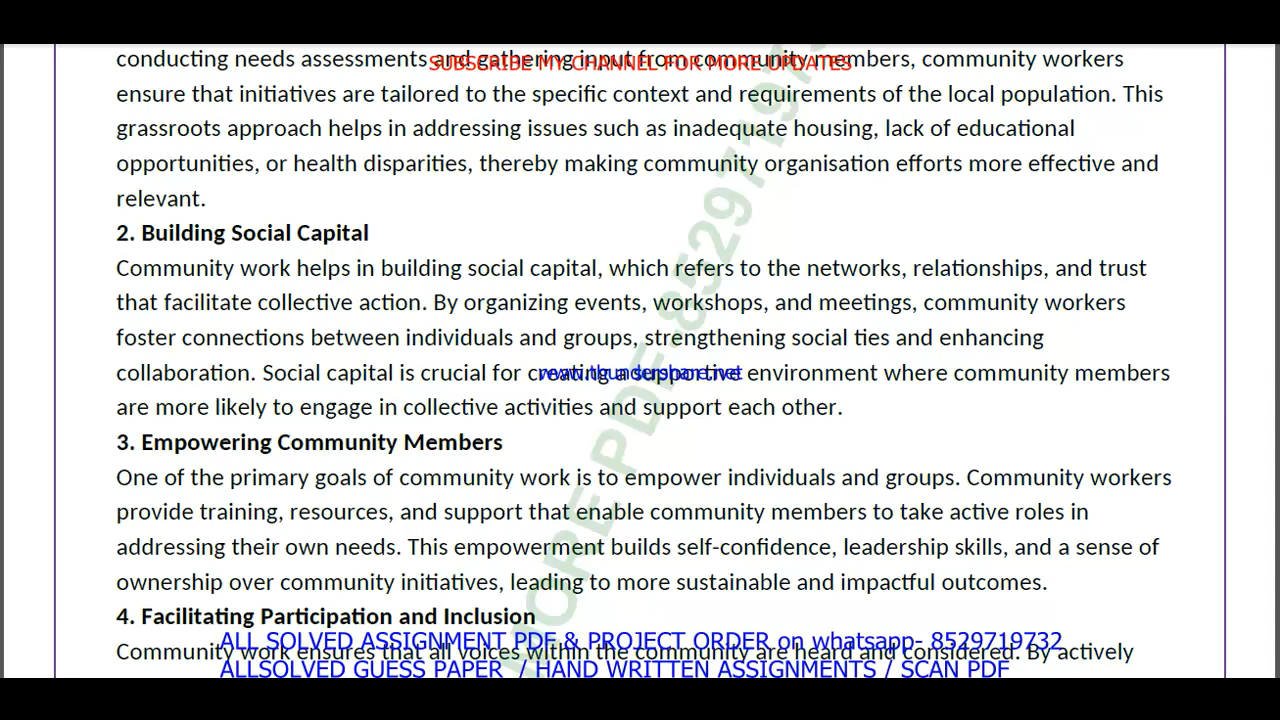 conducting needs assessments and gathering input from community members, community workers
SUBSCRIBE MY CHANNEL FOR MORE UPDATES
ensure that initiatives are tailored to the specific context and requirements of the local population. This
grassroots approach helps in addressing issues such as inadequate housing, lack of educational
opportunities, or health disparities, thereby making community organisation efforts more effective and
relevant.
2. Building Social Capital
Community work helps in building social capital, which refers to the networks, relationships, and trust
that facilitate collective action. By organizing events, workshops, and meetings, community workers
foster connections between individuals and groups, strengthening social ties and enhancing
collaboration. Social capital is crucial for creating a supportive environment where community members
www.thundershare.net
are more likely to engage in collective activities and support each other.
3. Empowering Community Members
One of the primary goals of community work is to empower individuals and groups. Community workers
provide training, resources, and support that enable community members to take active roles in
addressing their own needs. This empowerment builds self-confidence, leadership skills, and a sense of
ownership over community initiatives, leading to more sustainable and impactful outcomes.
4. Facilitating Participation and Inclusion
ALL SOLVED ASSIGNMENT PDF & PROJECT ORDER on whatsapp- 8529719732
Community work ensures that all voices within the community are heard and considered. By actively
ALLSOLVED GUESS PAPER / HAND WRITTEN ASSIGNMENTS / SCAN PDF
MORE PDF-852971973